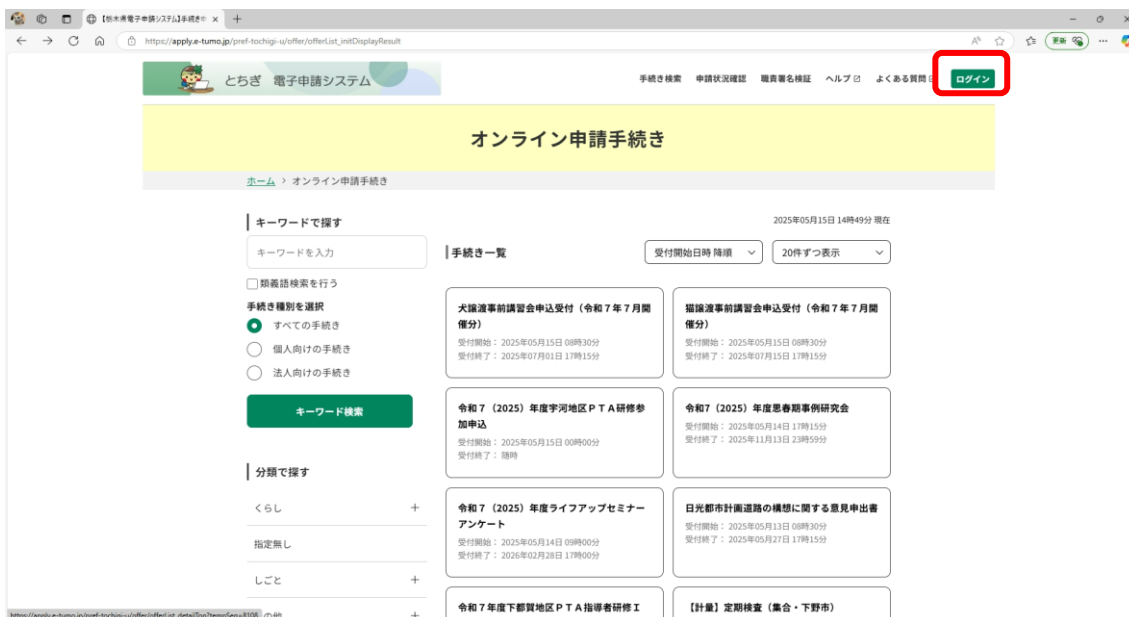 【栃木県電子申請システム】手続き
更新
https://apply.e-tumo.jp/pref-tochigi-u/offer/offerList_initDisplayResult
とちぎ 電子申請システム
手続き検索 申請状況確認 職責署名検証 ヘルプ よくある質問 ログイン
オンライン申請手続き
ホーム > オンライン申請手続き
キーワードで探す
キーワードを入力
類義語検索を行う
手続き種別を選択
すべての手続き
個人向けの手続き
法人向けの手続き
キーワード検索
分類で探す
くらし +
指定無し
しごと +
の他 +
2025年05月15日 14時49分 現在
手続き一覧
受付開始日時 降順
20件ずつ表示
犬譲渡事前講習会申込受付（令和７年７月開
催分）
受付開始： 2025年05月15日 08時30分
受付終了： 2025年07月01日 17時15分
猫譲渡事前講習会申込受付（令和７年７月開
催分）
受付開始： 2025年05月15日 08時30分
受付終了： 2025年07月15日 17時15分
令和７（2025）年度宇河地区ＰＴＡ研修参
加申込
受付開始： 2025年05月15日 00時00分
受付終了： 随時
令和7（2025）年度思春期事例研究会
受付開始： 2025年05月14日 17時15分
受付終了： 2025年11月13日 23時59分
令和７（2025）年度ライフアップセミナー
アンケート
受付開始： 2025年05月14日 09時00分
受付終了： 2026年02月28日 17時00分
日光都市計画道路の構想に関する意見申出書
受付開始： 2025年05月13日 08時30分
受付終了： 2025年05月27日 17時15分
令和７年度下都賀地区ＰＴＡ指導者研修Ｉ
【計量】定期検査（集合・下野市）
https://apply.e-tumo.jp/pref-tochigi-u/offer/offerList_detailTop?tempSeq=8108